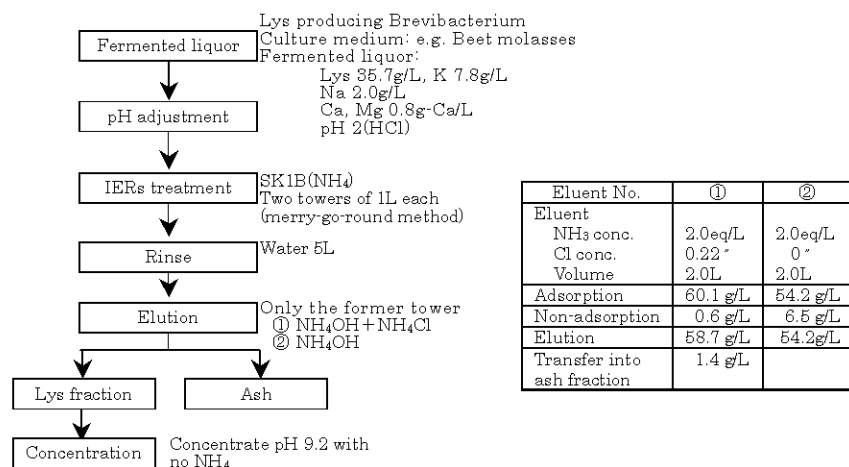 Fermented liquor
Lys producing Brevibacterium
Culture medium: e.g. Beet molasses
Fermented liquor:
Lys 35.7g/L, K 7.8g/L
Na 2.0g/L
Ca, Mg 0.8g-Ca/L
pH 2(HCl)
pH adjustment
IERs treatment
SK1B(NH₄)
Two towers of 1L each
(merry-go-round method)
Rinse
Water 5L
Elution
Only the former tower
① NH₄OH+NH₄Cl
② NH₄OH
Lys fraction
Ash
Concentration
Concentrate pH 9.2 with
no NH₄
Eluent No. ① ②
Eluent
NH₃ conc. 2.0eq/L 2.0eq/L
Cl conc. 0.22 〃 0 〃
Volume 2.0L 2.0L
Adsorption 60.1 g/L 54.2 g/L
Non-adsorption 0.6 g/L 6.5 g/L
Elution 58.7 g/L 54.2g/L
Transfer into 1.4 g/L
ash fraction